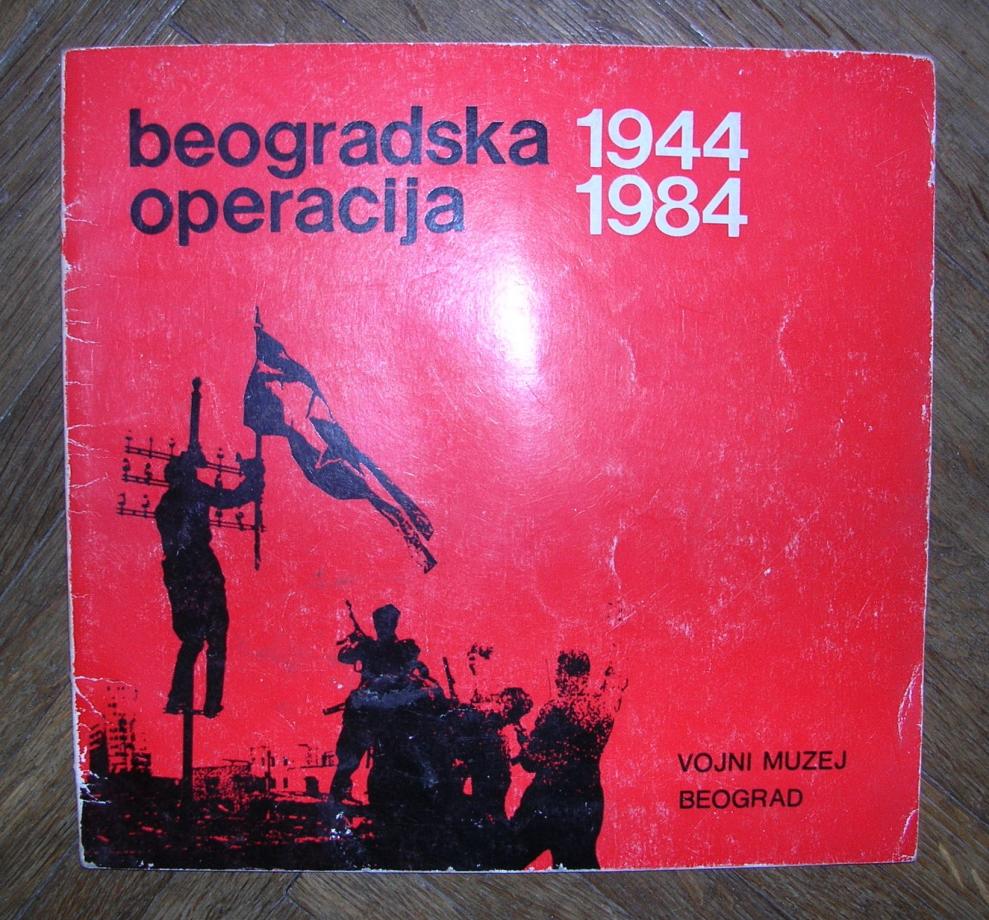 beogradska 1944
operacija 1984
VOJNI MUZEJ
BEOGRAD